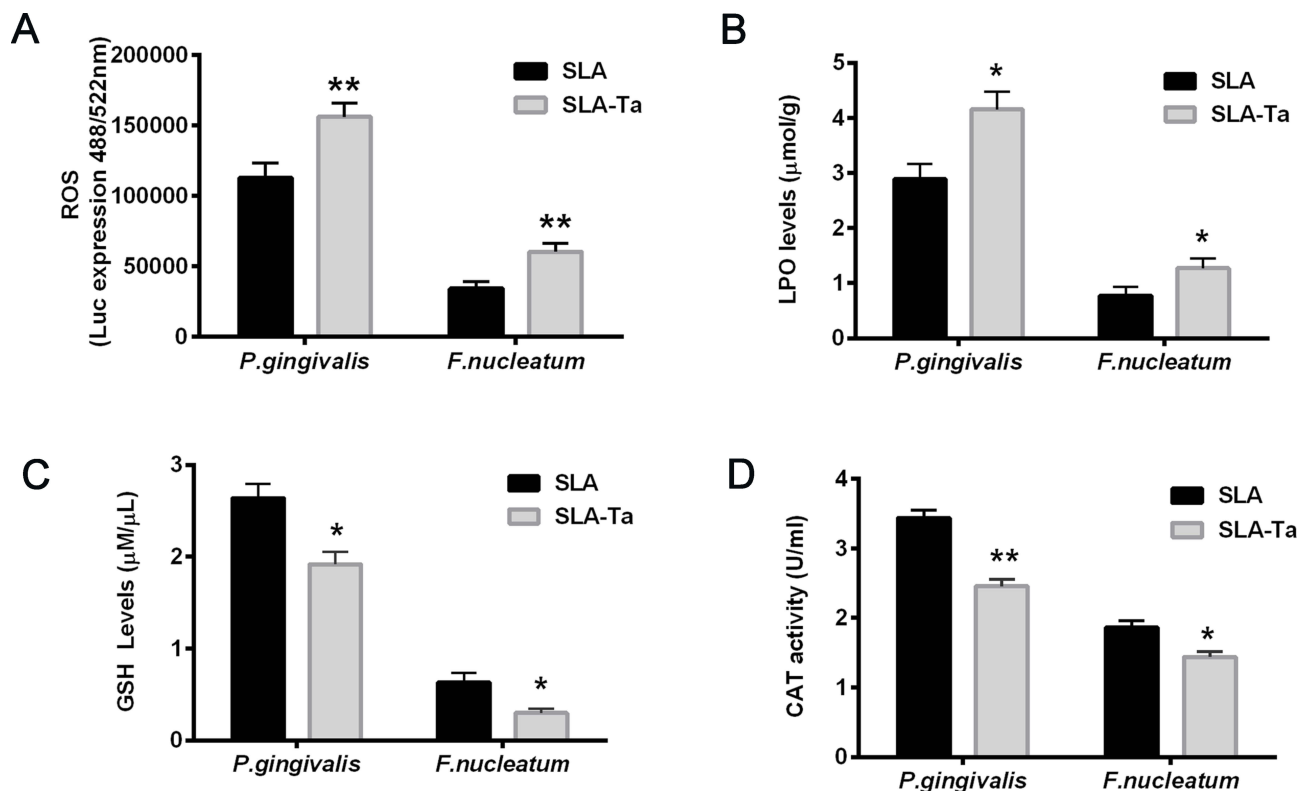 A
ROS
(Luc expression 488/522nm)
200000
150000
100000
50000
0
**
**
SLA
SLA-Ta
P.gingivalis
F.nucleatum
B
LPO levels (μmol/g)
5
4
3
2
1
0
*
*
SLA
SLA-Ta
P.gingivalis
F.nucleatum
C
GSH Levels (μM/μL)
3
2
1
0
*
*
SLA
SLA-Ta
P.gingivalis
F.nucleatum
D
CAT activity (U/ml)
4
3
2
1
0
**
*
SLA
SLA-Ta
P.gingivalis
F.nucleatum